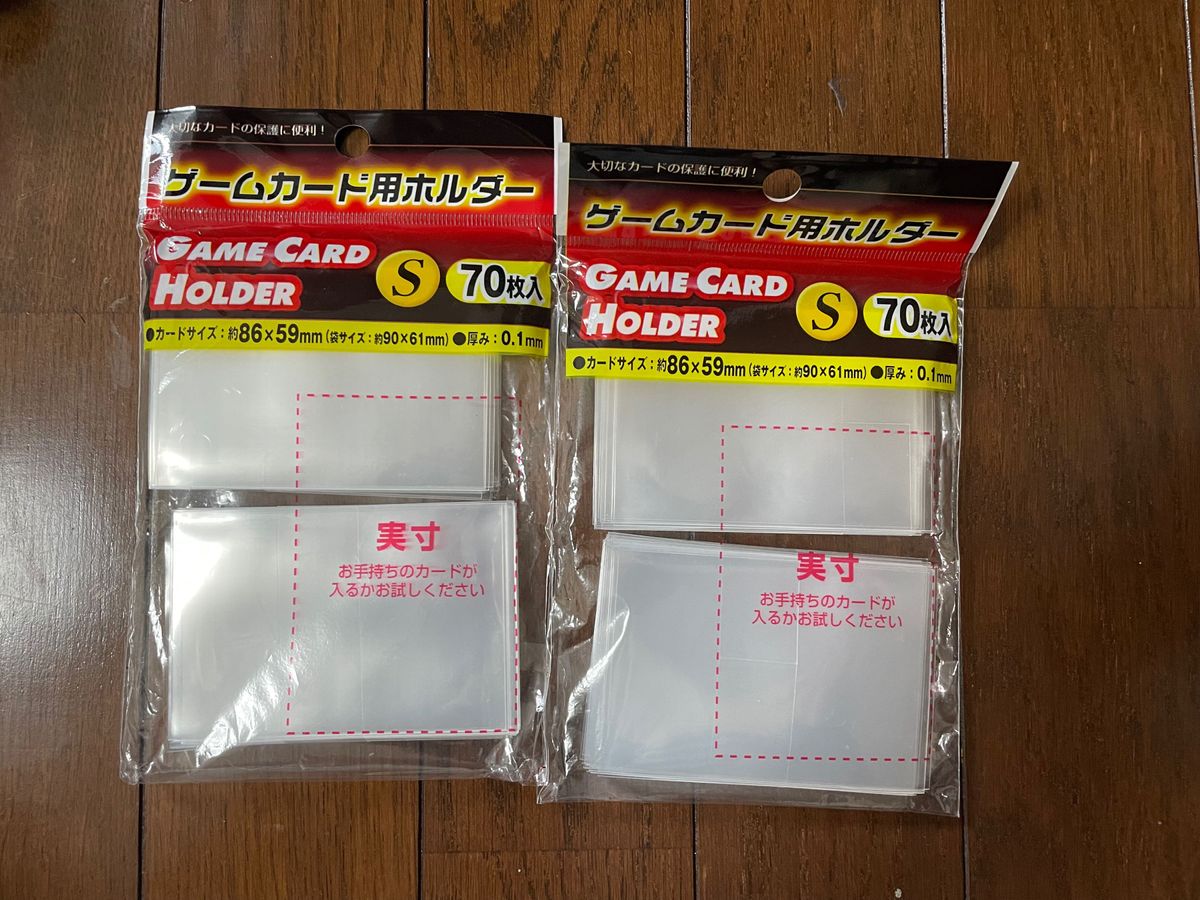 大切なカードの保護に便利！
ゲームカード用ホルダー
GAME CARD
HOLDER
S
70枚入
●カードサイズ：約86×59mm（袋サイズ：約90×61mm）●厚み：0.1mm
実寸
お手持ちのカードが
入るかお試しください
大切なカードの保護に便利！
ゲームカード用ホルダー
GAME CARD
HOLDER
S
70枚入
●カードサイズ：約86×59mm（袋サイズ：約90×61mm）●厚み：0.1mm
実寸
お手持ちのカードが
入るかお試しください